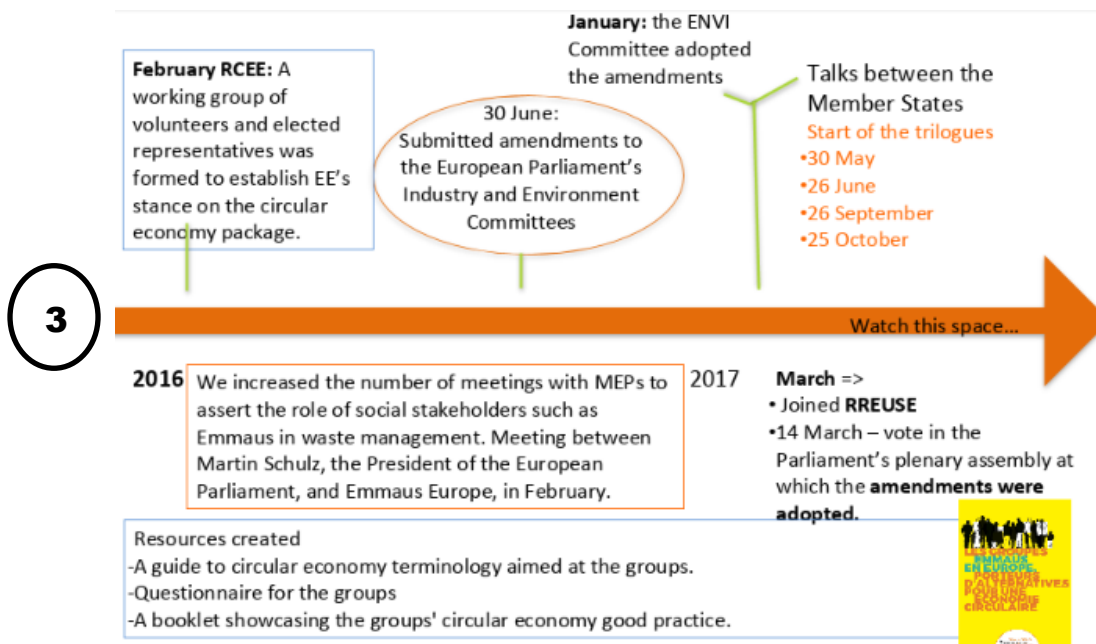 January: the ENVI
Committee adopted
the amendments
February RCEE: A
working group of
volunteers and elected
representatives was
formed to establish EE's
stance on the circular
economy package.
30 June:
Submitted amendments to
the European Parliament's
Industry and Environment
Committees
Talks between the
Member States
Start of the trilogues
•30 May
•26 June
•26 September
•25 October
3
Watch this space...
2016
We increased the number of meetings with MEPs to
assert the role of social stakeholders such as
Emmaus in waste management. Meeting between
Martin Schulz, the President of the European
Parliament, and Emmaus Europe, in February.
2017
March =>
• Joined RREUSE
•14 March – vote in the
Parliament's plenary assembly at
which the amendments were
adopted.
Resources created
-A guide to circular economy terminology aimed at the groups.
-Questionnaire for the groups
-A booklet showcasing the groups' circular economy good practice.
LES GROUPES
EMMAUS
EN EUROPE,
PORTEURS
D'ALTERNATIVES
POUR UNE
ÉCONOMIE
CIRCULAIRE